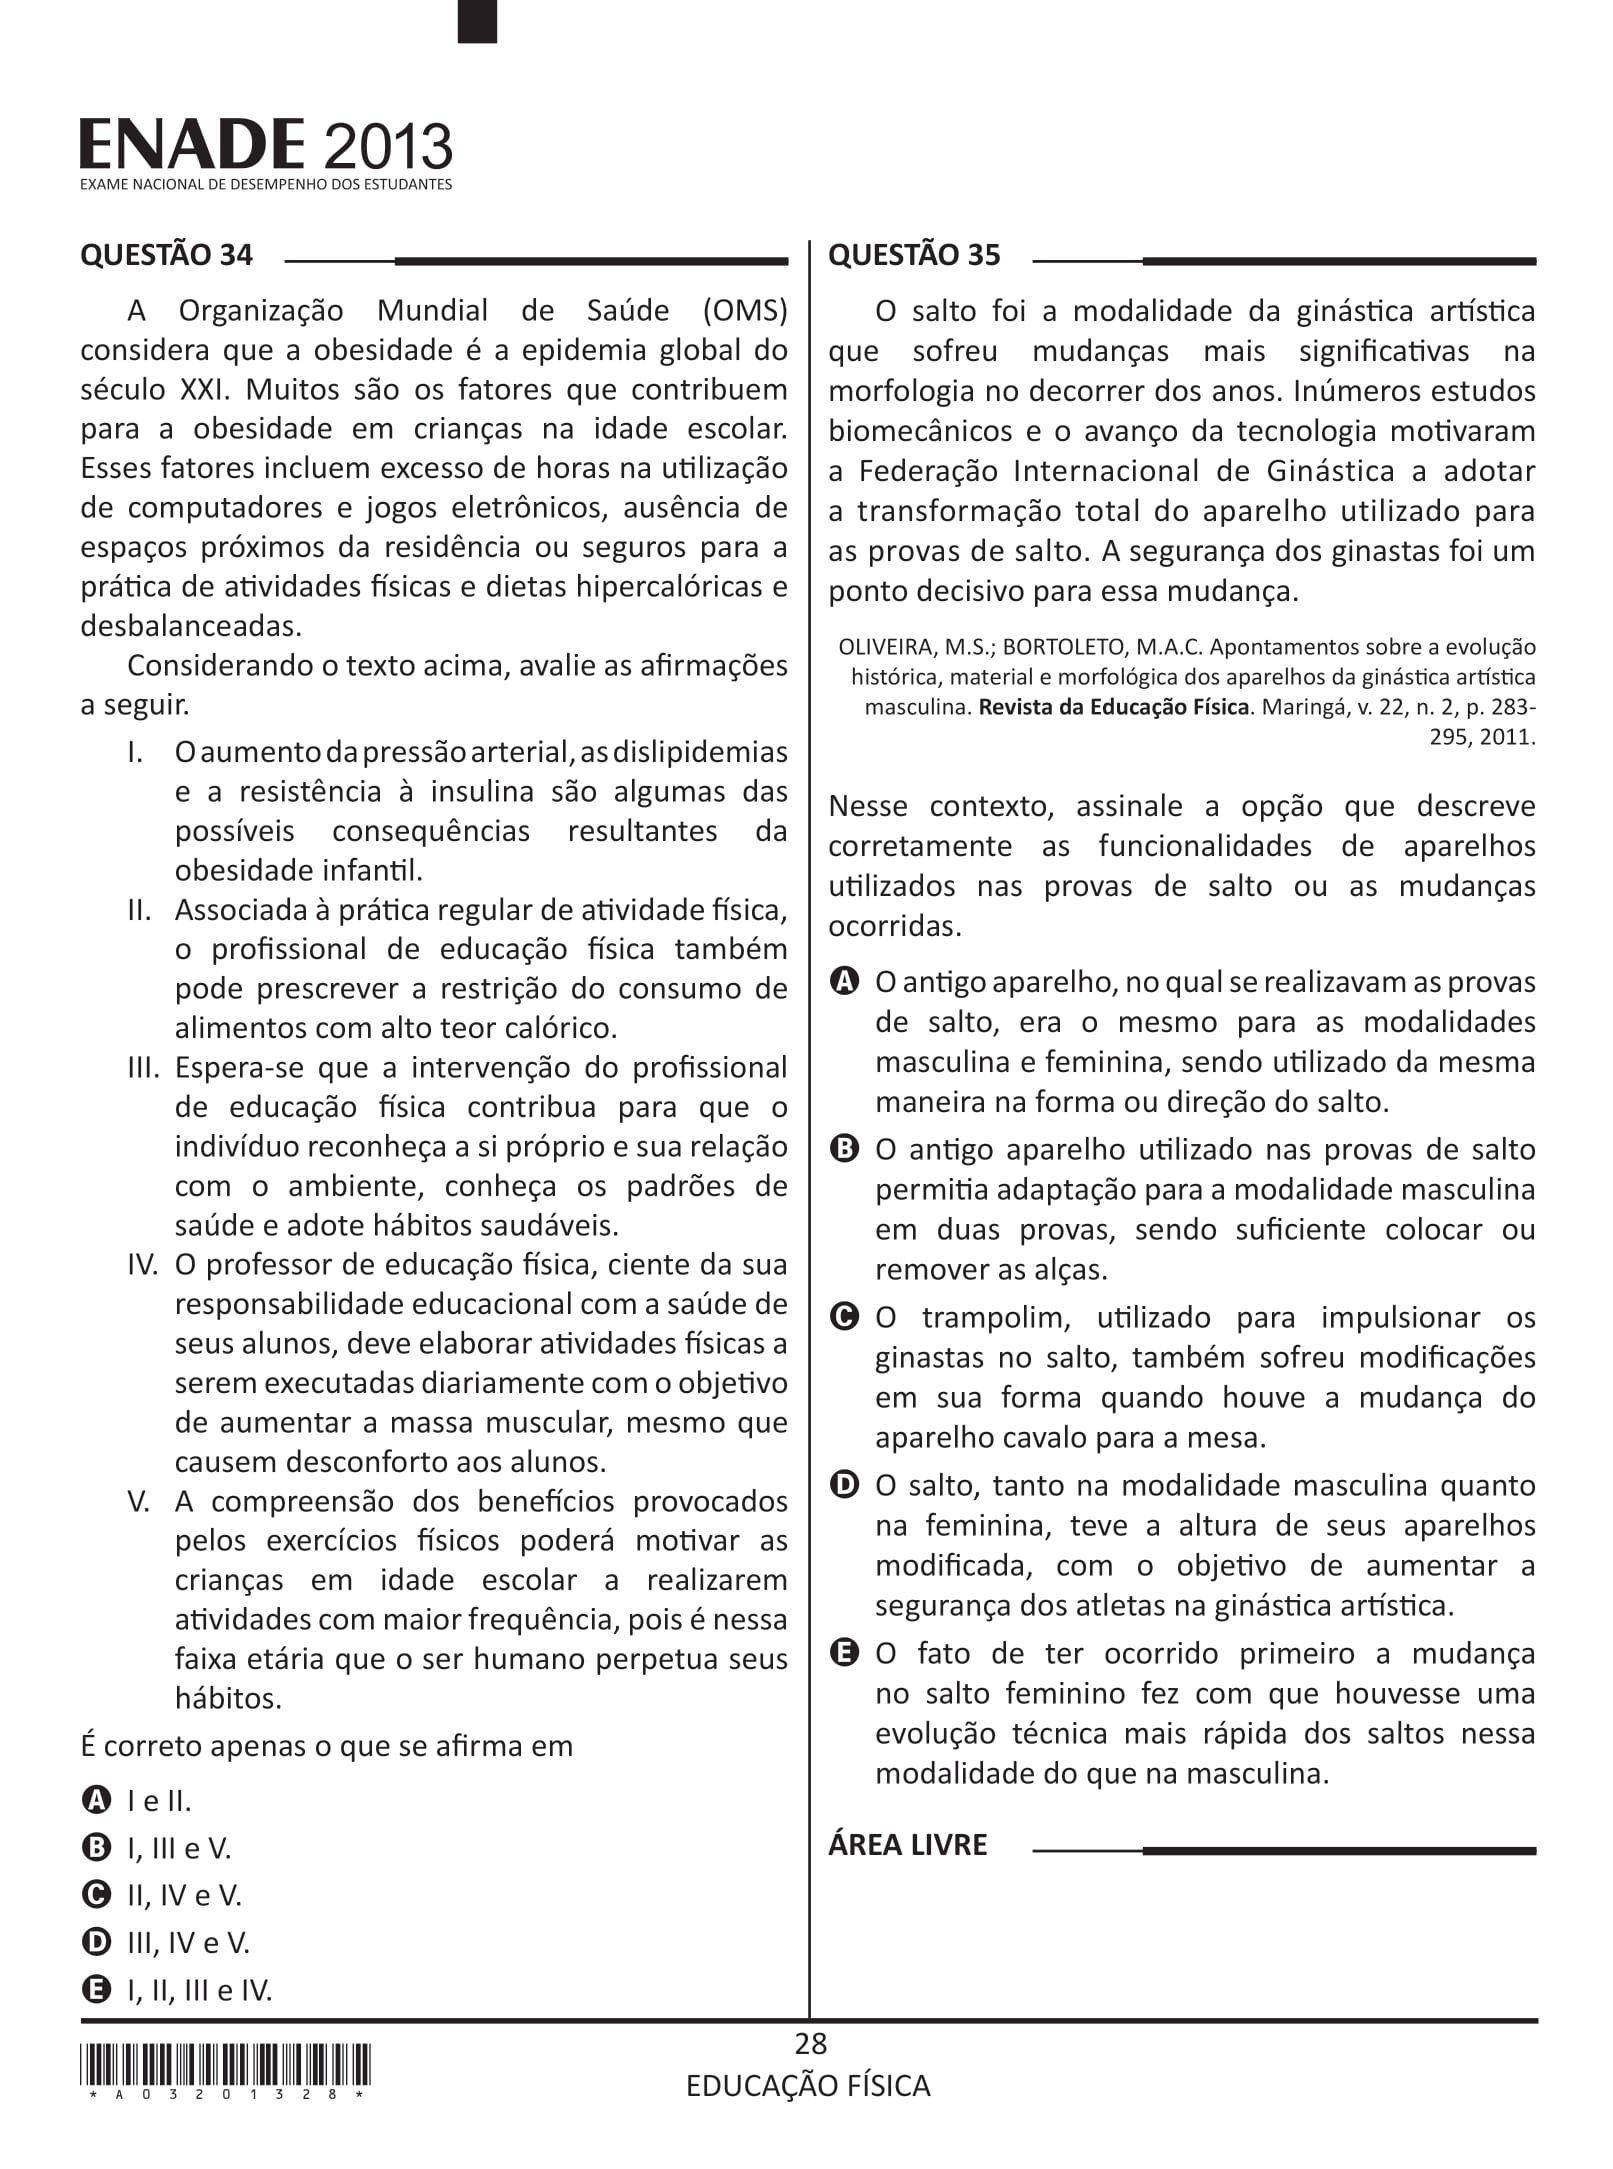 ENADE 2013
EXAME NACIONAL DE DESEMPENHO DOS ESTUDANTES
QUESTÃO 34
A Organização Mundial de Saúde (OMS)
considera que a obesidade é a epidemia global do
século XXI. Muitos são os fatores que contribuem
para a obesidade em crianças na idade escolar.
Esses fatores incluem excesso de horas na utilização
de computadores e jogos eletrônicos, ausência de
espaços próximos da residência ou seguros para a
prática de atividades físicas e dietas hipercalóricas e
desbalanceadas.
Considerando o texto acima, avalie as afirmações
a seguir.
I. O aumento da pressão arterial, as dislipidemias
e a resistência à insulina são algumas das
possíveis consequências resultantes da
obesidade infantil.
II. Associada à prática regular de atividade física,
o profissional de educação física também
pode prescrever a restrição do consumo de
alimentos com alto teor calórico.
III. Espera-se que a intervenção do profissional
de educação física contribua para que o
indivíduo reconheça a si próprio e sua relação
com o ambiente, conheça os padrões de
saúde e adote hábitos saudáveis.
IV. O professor de educação física, ciente da sua
responsabilidade educacional com a saúde de
seus alunos, deve elaborar atividades físicas a
serem executadas diariamente com o objetivo
de aumentar a massa muscular, mesmo que
causem desconforto aos alunos.
V. A compreensão dos benefícios provocados
pelos exercícios físicos poderá motivar as
crianças em idade escolar a realizarem
atividades com maior frequência, pois é nessa
faixa etária que o ser humano perpetua seus
hábitos.
É correto apenas o que se afirma em
A I e II.
B I, III e V.
C II, IV e V.
D III, IV e V.
E I, II, III e IV.
QUESTÃO 35
O salto foi a modalidade da ginástica artística
que sofreu mudanças mais significativas na
morfologia no decorrer dos anos. Inúmeros estudos
biomecânicos e o avanço da tecnologia motivaram
a Federação Internacional de Ginástica a adotar
a transformação total do aparelho utilizado para
as provas de salto. A segurança dos ginastas foi um
ponto decisivo para essa mudança.
OLIVEIRA, M.S.; BORTOLETO, M.A.C. Apontamentos sobre a evolução
histórica, material e morfológica dos aparelhos da ginástica artística
masculina. Revista da Educação Física. Maringá, v. 22, n. 2, p. 283-
295, 2011.
Nesse contexto, assinale a opção que descreve
corretamente as funcionalidades de aparelhos
utilizados nas provas de salto ou as mudanças
ocorridas.
A O antigo aparelho, no qual se realizavam as provas
de salto, era o mesmo para as modalidades
masculina e feminina, sendo utilizado da mesma
maneira na forma ou direção do salto.
B O antigo aparelho utilizado nas provas de salto
permitia adaptação para a modalidade masculina
em duas provas, sendo suficiente colocar ou
remover as alças.
C O trampolim, utilizado para impulsionar os
ginastas no salto, também sofreu modificações
em sua forma quando houve a mudança do
aparelho cavalo para a mesa.
D O salto, tanto na modalidade masculina quanto
na feminina, teve a altura de seus aparelhos
modificada, com o objetivo de aumentar a
segurança dos atletas na ginástica artística.
E O fato de ter ocorrido primeiro a mudança
no salto feminino fez com que houvesse uma
evolução técnica mais rápida dos saltos nessa
modalidade do que na masculina.
ÁREA LIVRE
28
EDUCAÇÃO FÍSICA
*A0320132 8*